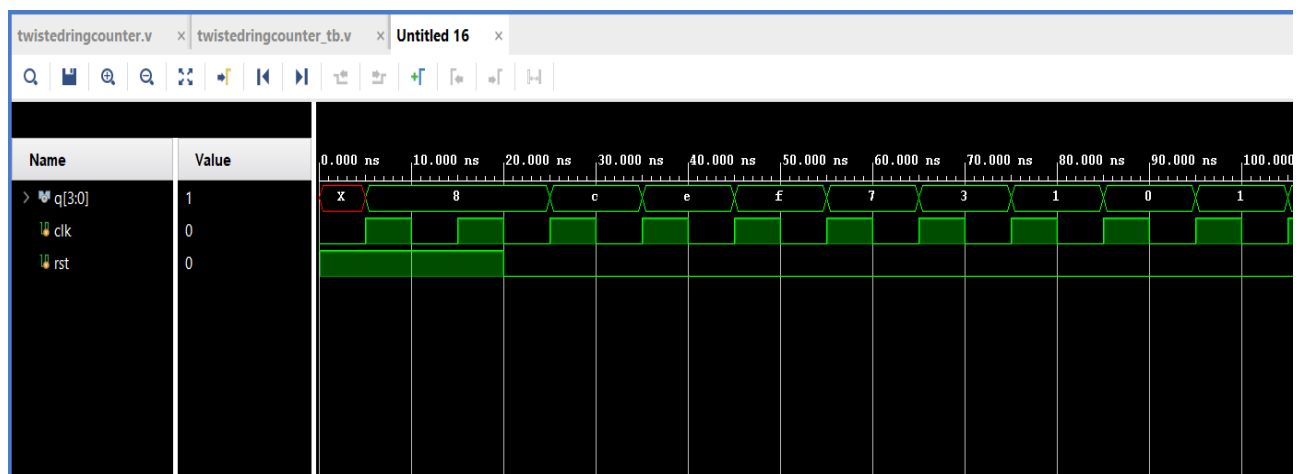 twistedringcounter.v × twistedringcounter_tb.v × Untitled 16 ×
Name Value 0.000 ns 10.000 ns 20.000 ns 30.000 ns 40.000 ns 50.000 ns 60.000 ns 70.000 ns 80.000 ns 90.000 ns 100.000
> q[3:0] 1 X 8 c e f 7 3 1 0 1
clk 0
rst 0